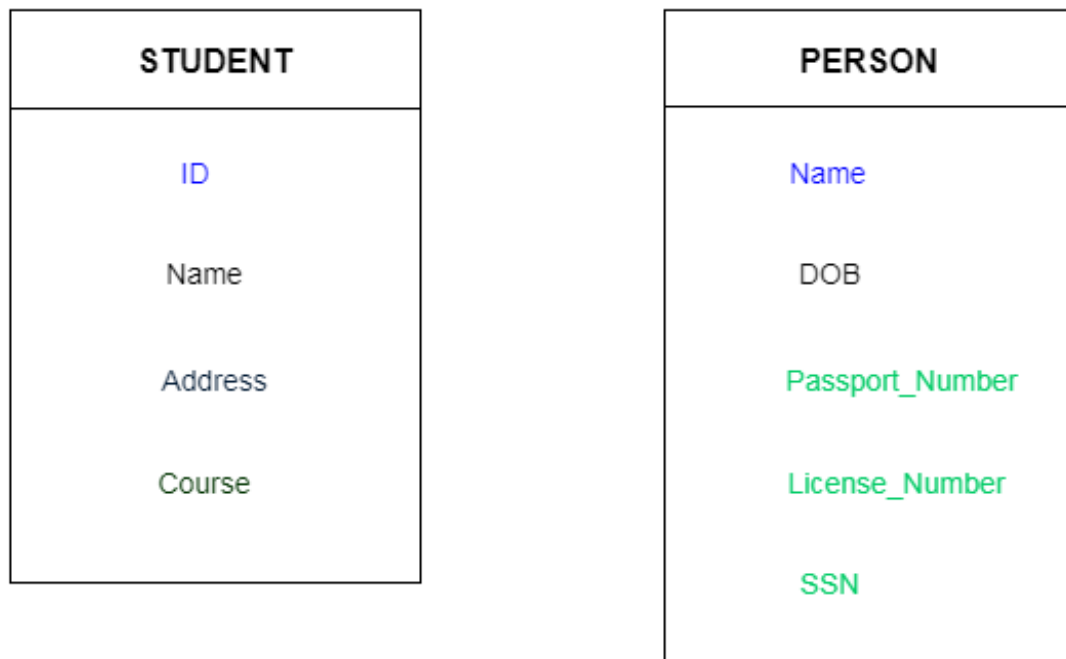 STUDENT
ID
Name
Address
Course
PERSON
Name
DOB
Passport_Number
License_Number
SSN